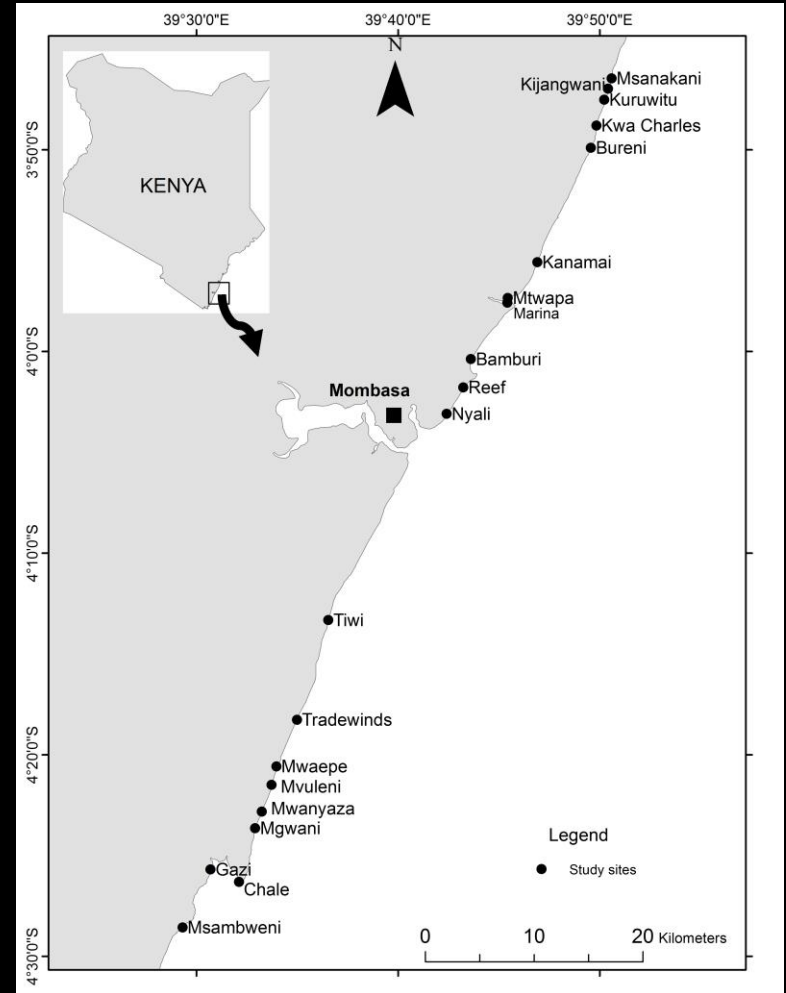 39°30'0"E
39°40'0"E
39°50'0"E
N
KENYA
3°50'0"S
4°0'0"S
4°10'0"S
4°20'0"S
4°30'0"S
Msanakani
Kijangwani
Kuruwitu
Kwa Charles
Bureni
Kanamai
Mtwapa
Marina
Bamburi
Reef
Mombasa
Nyali
Tiwi
Tradewinds
Mwaepe
Mvuleni
Mwanyaza
Mgwani
Gazi
Chale
Msambweni
Legend
Study sites
0 10 20 Kilometers